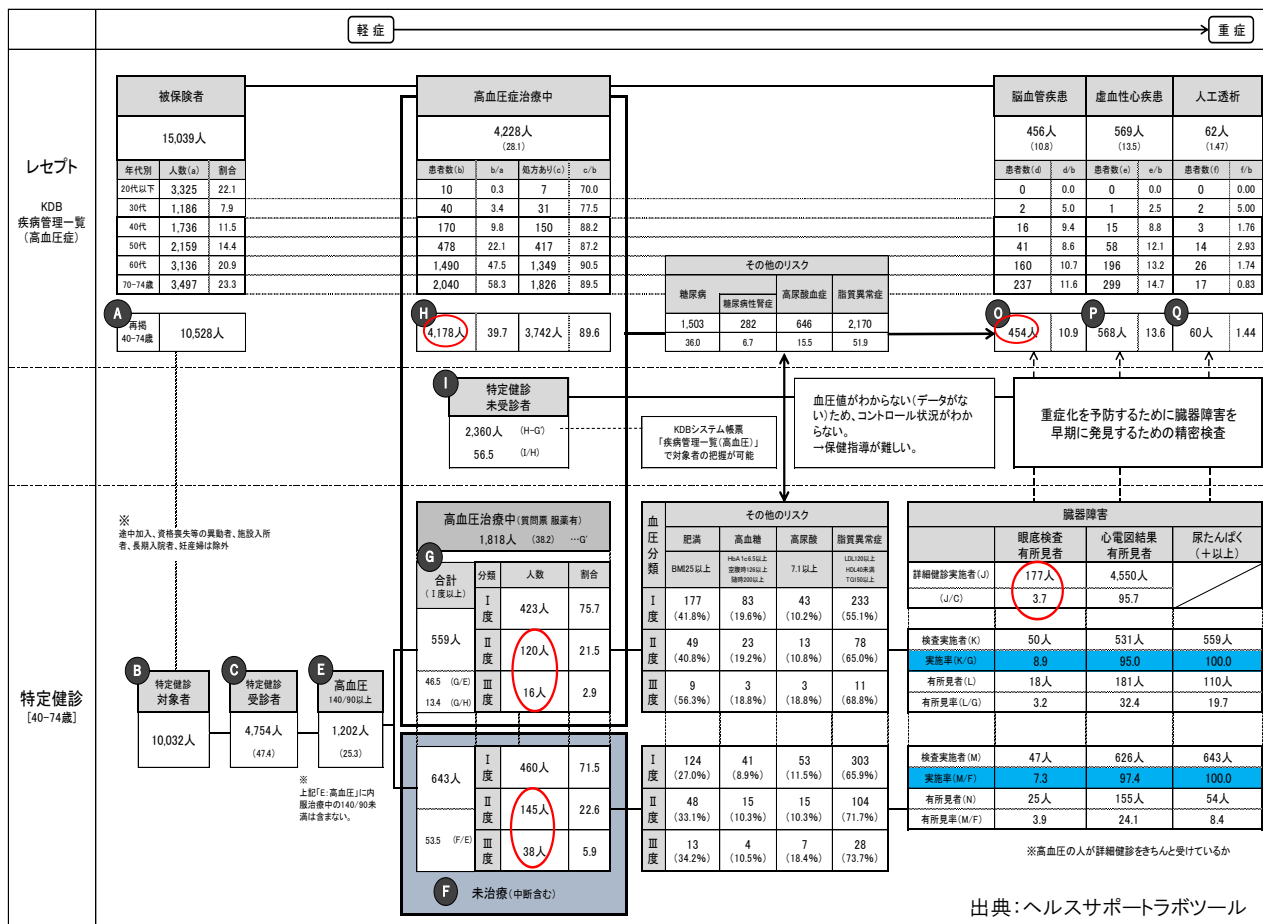 軽 症
重 症
レセプト
KDB
疾病管理一覧
（高血圧症）
被保険者
15,039人
年代別 人数(a) 割合
20代以下 3,325 22.1
30代 1,186 7.9
40代 1,736 11.5
50代 2,159 14.4
60代 3,136 20.9
70-74歳 3,497 23.3
A
再掲
40-74歳
10,528人
高血圧症治療中
4,228人
(28.1)
患者数(b) b/a 処方あり(c) c/b
10 0.3 7 70.0
40 3.4 31 77.5
170 9.8 150 88.2
478 22.1 417 87.2
1,490 47.5 1,349 90.5
2,040 58.3 1,826 89.5
H
4,178人 39.7 3,742人 89.6
その他のリスク
糖尿病 糖尿病性腎症 高尿酸血症 脂質異常症
1,503 282 646 2,170
36.0 6.7 15.5 51.9
脳血管疾患 虚血性心疾患 人工透析
456人 569人 62人
(10.8) (13.5) (1.47)
患者数(d) d/b 患者数(e) e/b 患者数(f) f/b
0 0.0 0 0.0 0 0.00
2 5.0 1 2.5 2 5.00
16 9.4 15 8.8 3 1.76
41 8.6 58 12.1 14 2.93
160 10.7 196 13.2 26 1.74
237 11.6 299 14.7 17 0.83
O P Q
454人 10.9 568人 13.6 60人 1.44
I
特定健診
未受診者
2,360人 (H-G')
56.5 (I/H)
KDBシステム帳票
「疾病管理一覧(高血圧)」
で対象者の把握が可能
血圧値がわからない（データがな
い）ため、コントロール状況がわか
らない。
→保健指導が難しい。
重症化を予防するために臓器障害を
早期に発見するための精密検査
特定健診
[40-74歳]
※
途中加入、資格喪失等の異動者、施設入所
者、長期入院者、妊産婦は除外
B
特定健診
対象者
10,032人
C
特定健診
受診者
4,754人
(47.4)
E
高血圧
140/90以上
1,202人
(25.3)
※
上記「E：高血圧」に内
服治療中の140/90未
満は含まない。
高血圧治療中(質問票 服薬有)
1,818人 (38.2) …G'
G
合計
(Ⅰ度以上)
分類 人数 割合
559人
46.5 (G/E)
13.4 (G/H)
Ⅰ度 423人 75.7
Ⅱ度 120人 21.5
Ⅲ度 16人 2.9
643人
53.5 (F/E)
Ⅰ度 460人 71.5
Ⅱ度 145人 22.6
Ⅲ度 38人 5.9
F
未治療(中断含む)
血圧分類
その他のリスク
肥満 高血糖 高尿酸 脂質異常症
BMI25以上
HbA1c6.5以上
空腹時126以上
随時200以上
7.1以上
LDL120以上
HDL40未満
TG150以上
Ⅰ度 177 83 43 233
(41.8%) (19.6%) (10.2%) (55.1%)
Ⅱ度 49 23 13 78
(40.8%) (19.2%) (10.8%) (65.0%)
Ⅲ度 9 3 3 11
(56.3%) (18.8%) (18.8%) (68.8%)
Ⅰ度 124 41 53 303
(27.0%) (8.9%) (11.5%) (65.9%)
Ⅱ度 48 15 15 104
(33.1%) (10.3%) (10.3%) (71.7%)
Ⅲ度 13 4 7 28
(34.2%) (10.5%) (18.4%) (73.7%)
臓器障害
眼底検査
有所見者
心電図結果
有所見者
尿たんぱく
（＋以上）
詳細健診実施者(J) 177人 4,550人
(J/C) 3.7 95.7
検査実施者(K) 50人 531人 559人
実施率(K/G) 8.9 95.0 100.0
有所見者(L) 18人 181人 110人
有所見率(L/G) 3.2 32.4 19.7
検査実施者(M) 47人 626人 643人
実施率(M/F) 7.3 97.4 100.0
有所見者(N) 25人 155人 54人
有所見率(M/F) 3.9 24.1 8.4
※高血圧の人が詳細健診をきちんと受けているか
出典：ヘルスサポートラボツール